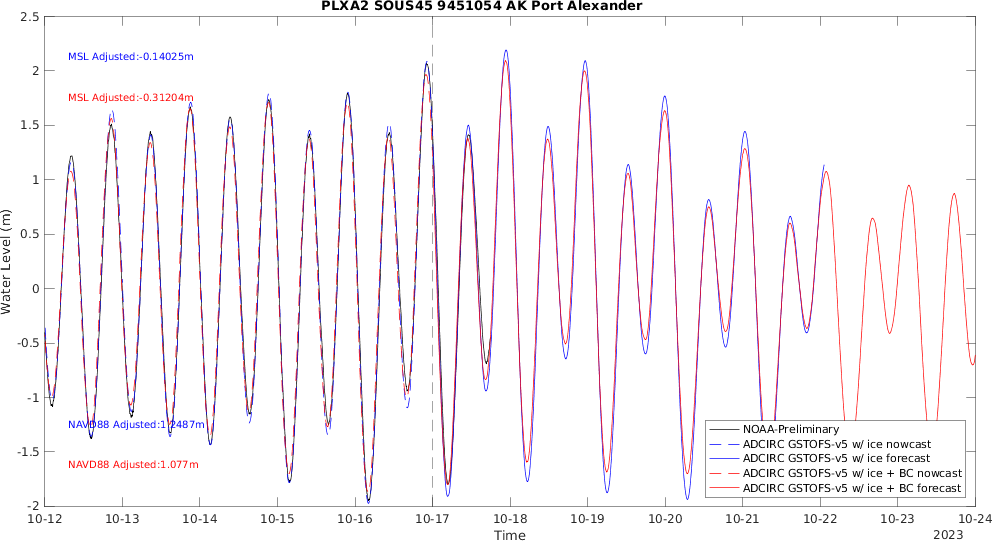 PLXA2 SOUS45 9451054 AK Port Alexander
2.5
2
1.5
1
0.5
0
-0.5
-1
-1.5
-2
Water Level (m)
MSL Adjusted:-0.14025m
MSL Adjusted:-0.31204m
NAVD88 Adjusted:1.2487m
NAVD88 Adjusted:1.077m
NOAA-Preliminary
ADCIRC GSTOFS-v5 w/ ice nowcast
ADCIRC GSTOFS-v5 w/ ice forecast
ADCIRC GSTOFS-v5 w/ ice + BC nowcast
ADCIRC GSTOFS-v5 w/ ice + BC forecast
10-12 10-13 10-14 10-15 10-16 10-17 10-18 10-19 10-20 10-21 10-22 10-23 10-24
Time
2023